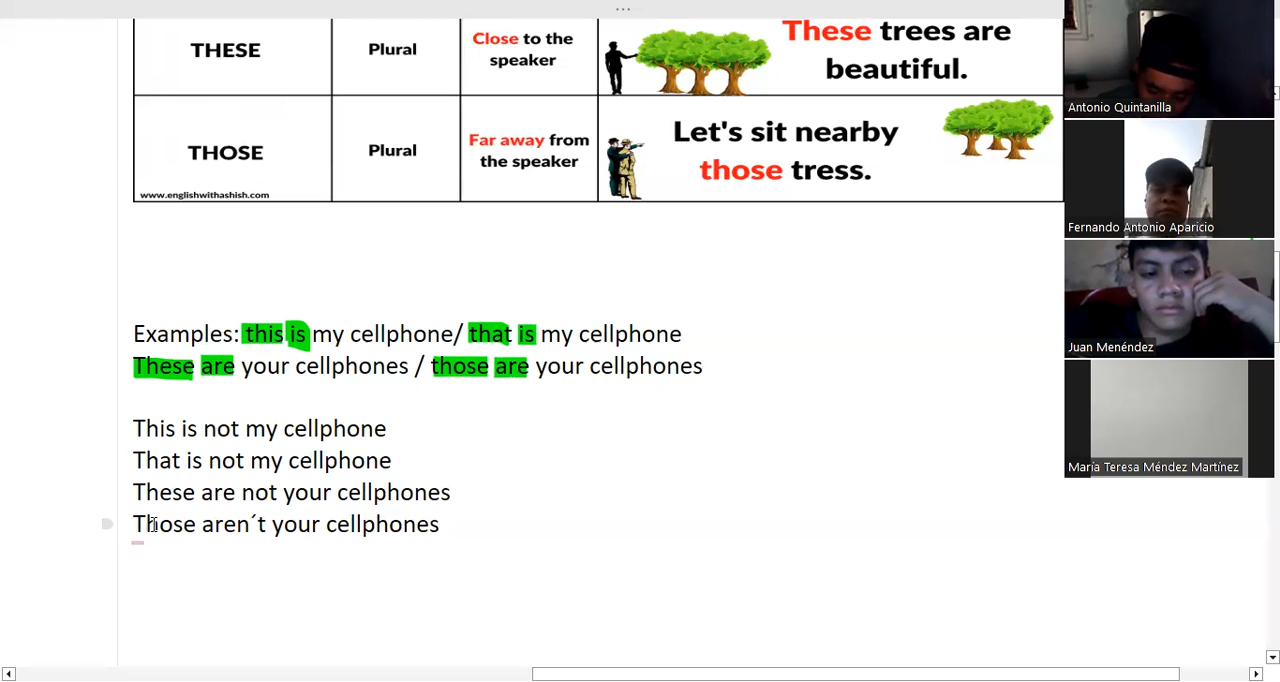 THESE
Plural
Close to the
speaker
These trees are
beautiful.
THOSE
Plural
Far away from
the speaker
Let's sit nearby
those tress.
www.englishwithashish.com
Examples: this is my cellphone/ that is my cellphone
These are your cellphones / those are your cellphones
This is not my cellphone
That is not my cellphone
These are not your cellphones
Those aren´t your cellphones
Antonio Quintanilla
Fernando Antonio Aparicio
Juan Menéndez
María Teresa Méndez Martínez